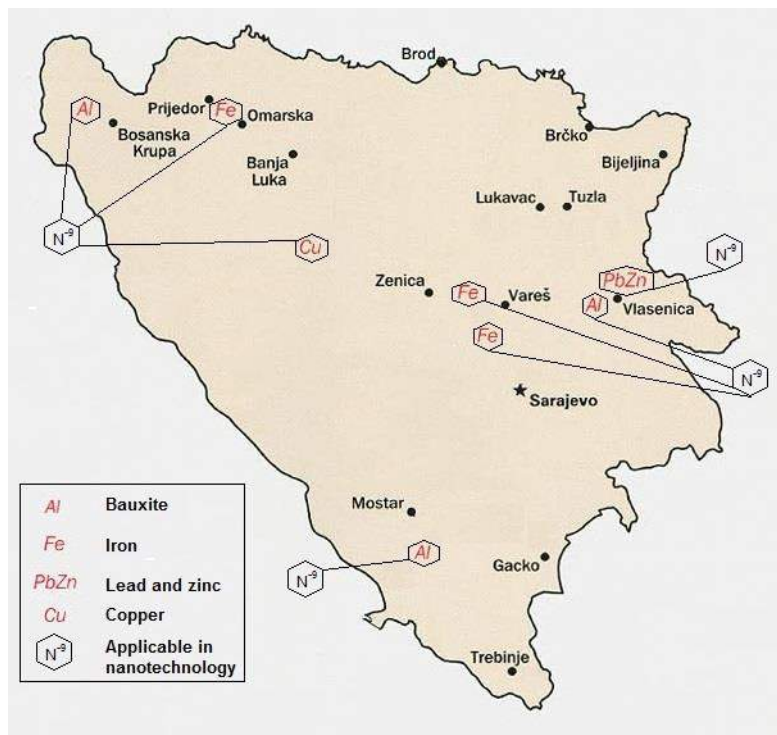 Brod
Al
Prijedor
Fe
Omarska
Bosanska
Krupa
Brčko
Banja
Luka
Bijeljina
Lukavac
Tuzla
N-9
Cu
N-9
Zenica
Fe
Vareš
PbZn
Al
Vlasenica
Fe
N-9
Sarajevo
Mostar
Al
N-9
Gacko
Trebinje
Al Bauxite
Fe Iron
PbZn Lead and zinc
Cu Copper
N-9 Applicable in
nanotechnology